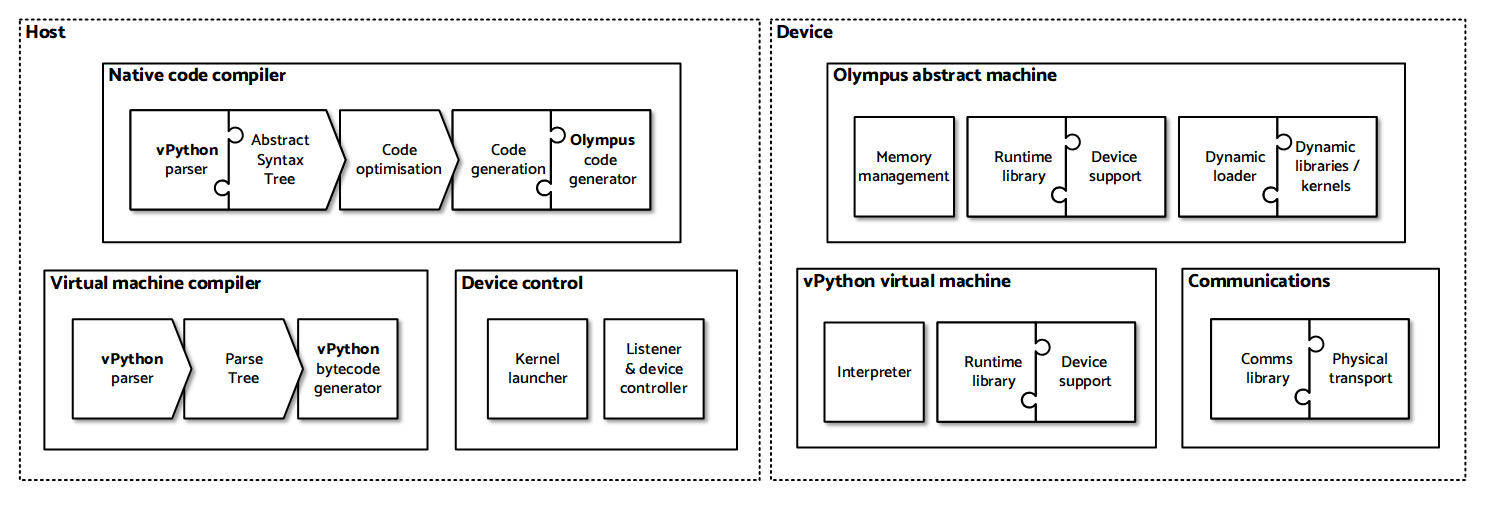 Host
Native code compiler
vPython
parser
Abstract
Syntax
Tree
Code
optimisation
Code
generation
Olympus
code
generator
Virtual machine compiler
vPython
parser
Parse
Tree
vPython
bytecode
generator
Device control
Kernel
launcher
Listener
& device
controller
Device
Olympus abstract machine
Memory
management
Runtime
library
Device
support
Dynamic
loader
Dynamic
libraries /
kernels
vPython virtual machine
Interpreter
Runtime
library
Device
support
Communications
Comms
library
Physical
transport